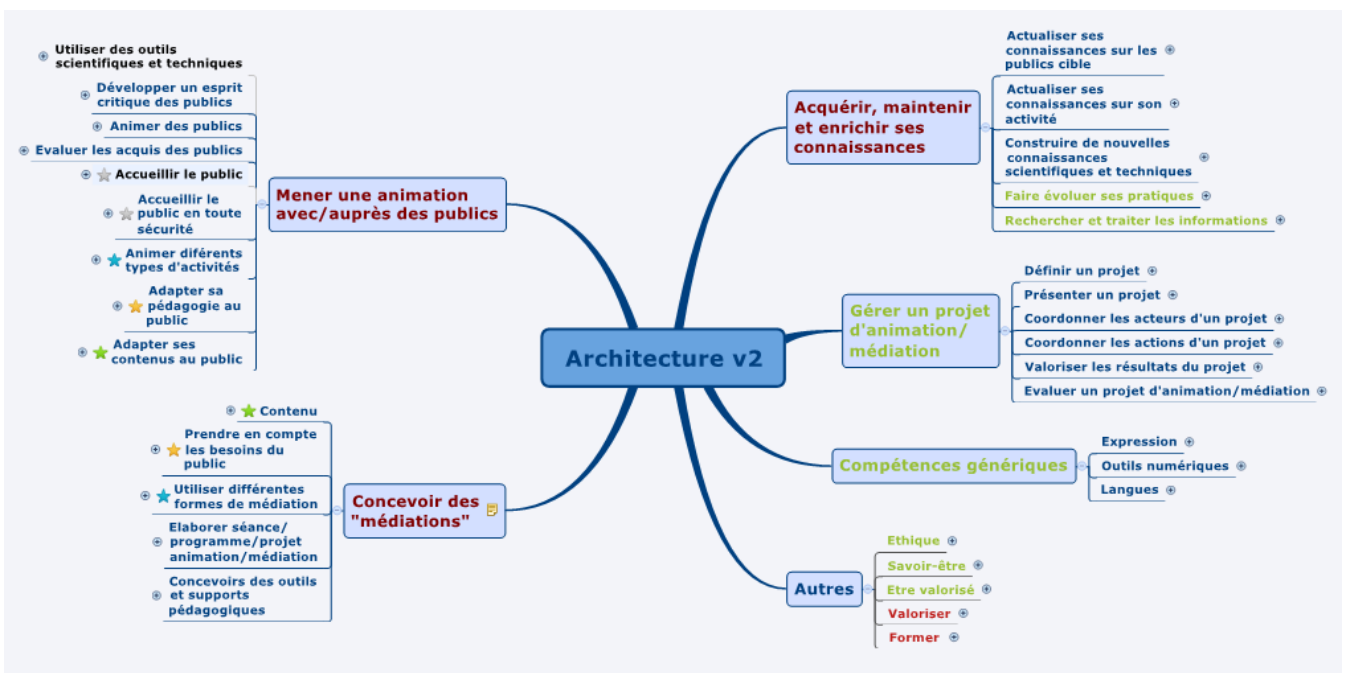 Architecture v2
Acquérir, maintenir
et enrichir ses
connaissances
Actualiser ses
connaissances sur les
publics cible
Actualiser ses
connaissances sur son
activité
Construire de nouvelles
connaissances
scientifiques et techniques
Faire évoluer ses pratiques
Rechercher et traiter les informations
Gérer un projet
d'animation/
médiation
Définir un projet
Présenter un projet
Coordonner les acteurs d'un projet
Coordonner les actions d'un projet
Valoriser les résultats du projet
Evaluer un projet d'animation/médiation
Compétences génériques
Expression
Outils numériques
Langues
Autres
Ethique
Savoir-être
Etre valorisé
Valoriser
Former
Mener une animation
avec/auprès des publics
Utiliser des outils
scientifiques et techniques
Développer un esprit
critique des publics
Animer des publics
Evaluer les acquis des publics
Accueillir le public
Accueillir le
public en toute
sécurité
Animer diférents
types d'activités
Adapter sa
pédagogie au
public
Adapter ses
contenus au public
Concevoir des
"médiations"
Contenu
Prendre en compte
les besoins du
public
Utiliser différentes
formes de médiation
Elaborer séance/
programme/projet
animation/médiation
Concevoirs des outils
et supports
pédagogiques